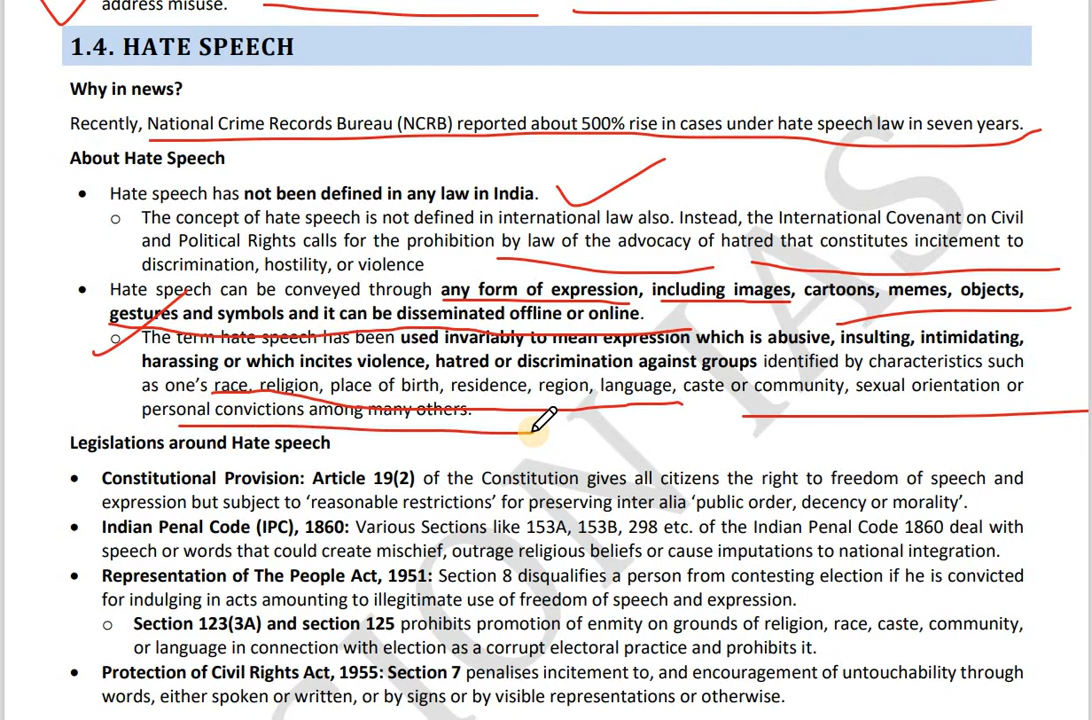 address misuse.
1.4. HATE SPEECH
Why in news?
Recently, National Crime Records Bureau (NCRB) reported about 500% rise in cases under hate speech law in seven years.
About Hate Speech
• Hate speech has not been defined in any law in India.
o The concept of hate speech is not defined in international law also. Instead, the International Covenant on Civil
and Political Rights calls for the prohibition by law of the advocacy of hatred that constitutes incitement to
discrimination, hostility, or violence
• Hate speech can be conveyed through any form of expression, including images, cartoons, memes, objects,
gestures and symbols and it can be disseminated offline or online.
o The term hate speech has been used invariably to mean expression which is abusive, insulting, intimidating,
harassing or which incites violence, hatred or discrimination against groups identified by characteristics such
as one's race, religion, place of birth, residence, region, language, caste or community, sexual orientation or
personal convictions among many others.
Legislations around Hate speech
• Constitutional Provision: Article 19(2) of the Constitution gives all citizens the right to freedom of speech and
expression but subject to 'reasonable restrictions' for preserving inter alia 'public order, decency or morality'.
• Indian Penal Code (IPC), 1860: Various Sections like 153A, 153B, 298 etc. of the Indian Penal Code 1860 deal with
speech or words that could create mischief, outrage religious beliefs or cause imputations to national integration.
• Representation of The People Act, 1951: Section 8 disqualifies a person from contesting election if he is convicted
for indulging in acts amounting to illegitimate use of freedom of speech and expression.
o Section 123(3A) and section 125 prohibits promotion of enmity on grounds of religion, race, caste, community,
or language in connection with election as a corrupt electoral practice and prohibits it.
• Protection of Civil Rights Act, 1955: Section 7 penalises incitement to, and encouragement of untouchability through
words, either spoken or written, or by signs or by visible representations or otherwise.
SION IAS